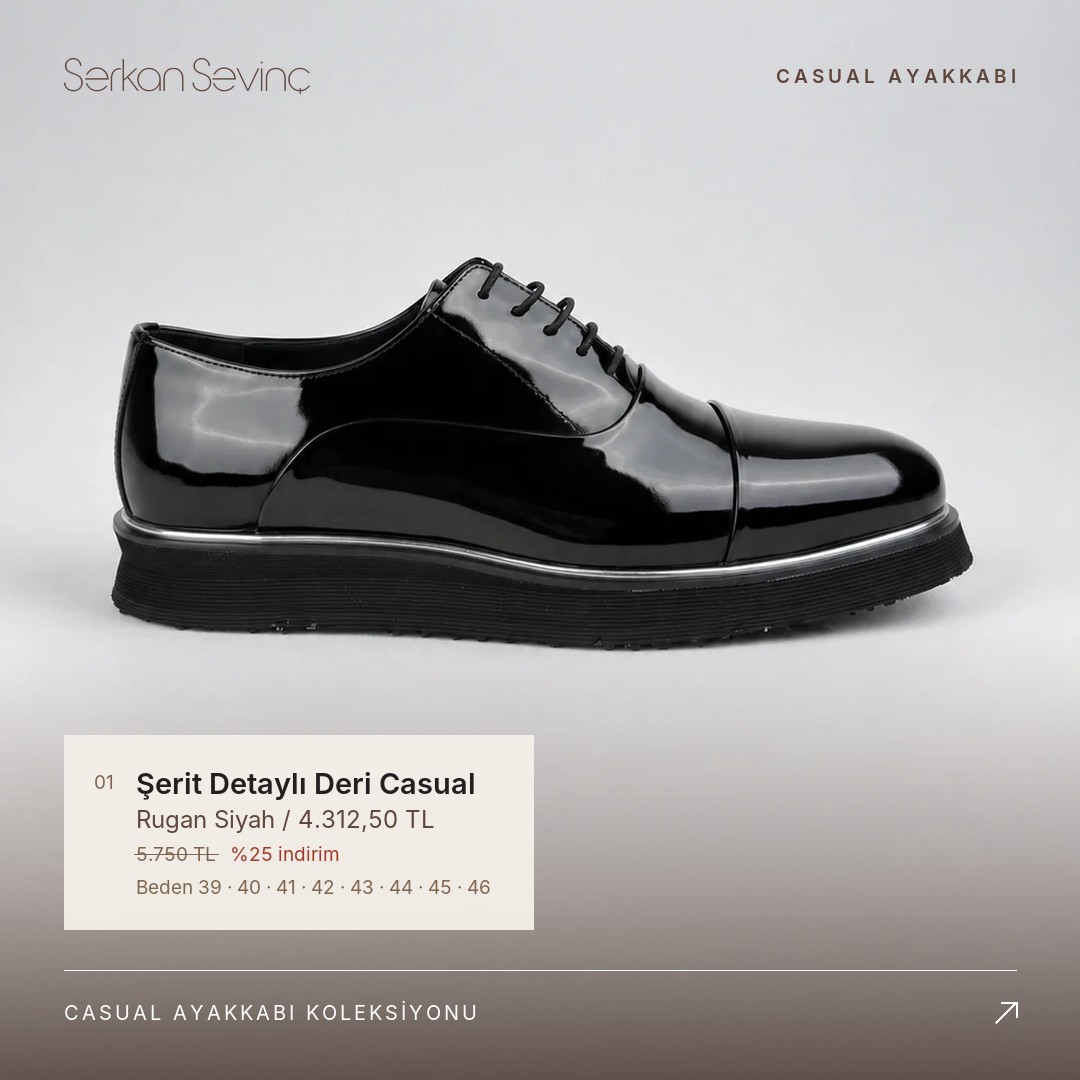 Serkan Sevinç
CASUAL AYAKKABI
01
Şerit Detaylı Deri Casual
Rugan Siyah / 4.312,50 TL
5.750 TL %25 indirim
Beden 39 · 40 · 41 · 42 · 43 · 44 · 45 · 46
CASUAL AYAKKABI KOLEKSİYONU